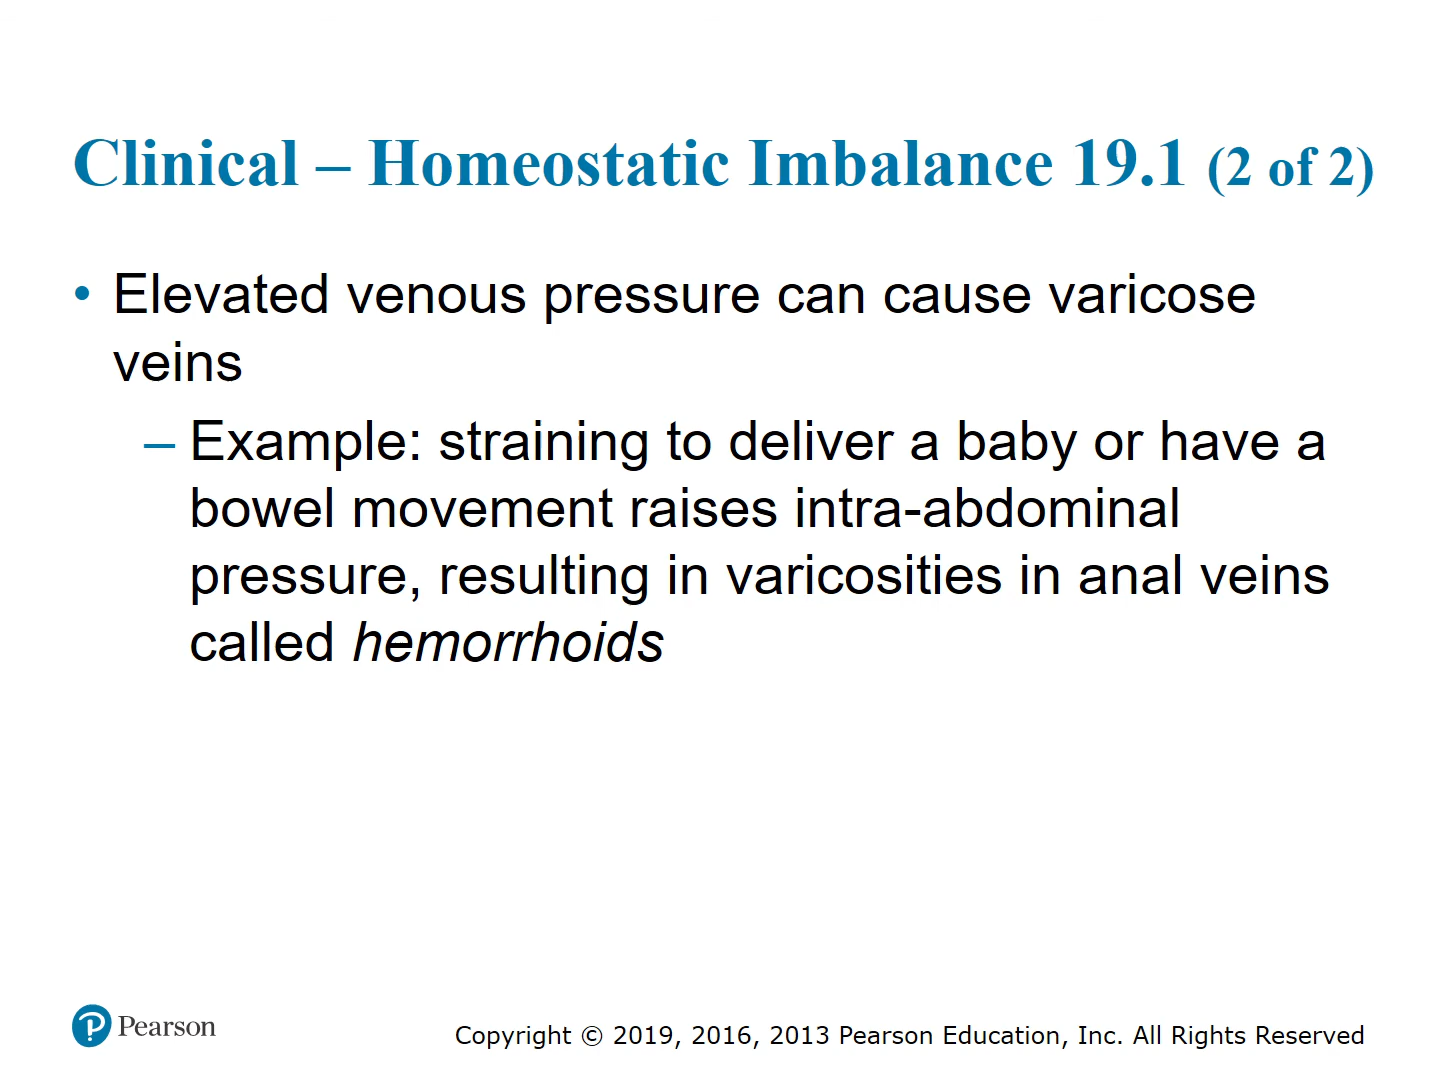 Clinical – Homeostatic Imbalance 19.1 (2 of 2)
• Elevated venous pressure can cause varicose
veins
– Example: straining to deliver a baby or have a
bowel movement raises intra-abdominal
pressure, resulting in varicosities in anal veins
called hemorrhoids
Pearson
Copyright © 2019, 2016, 2013 Pearson Education, Inc. All Rights Reserved